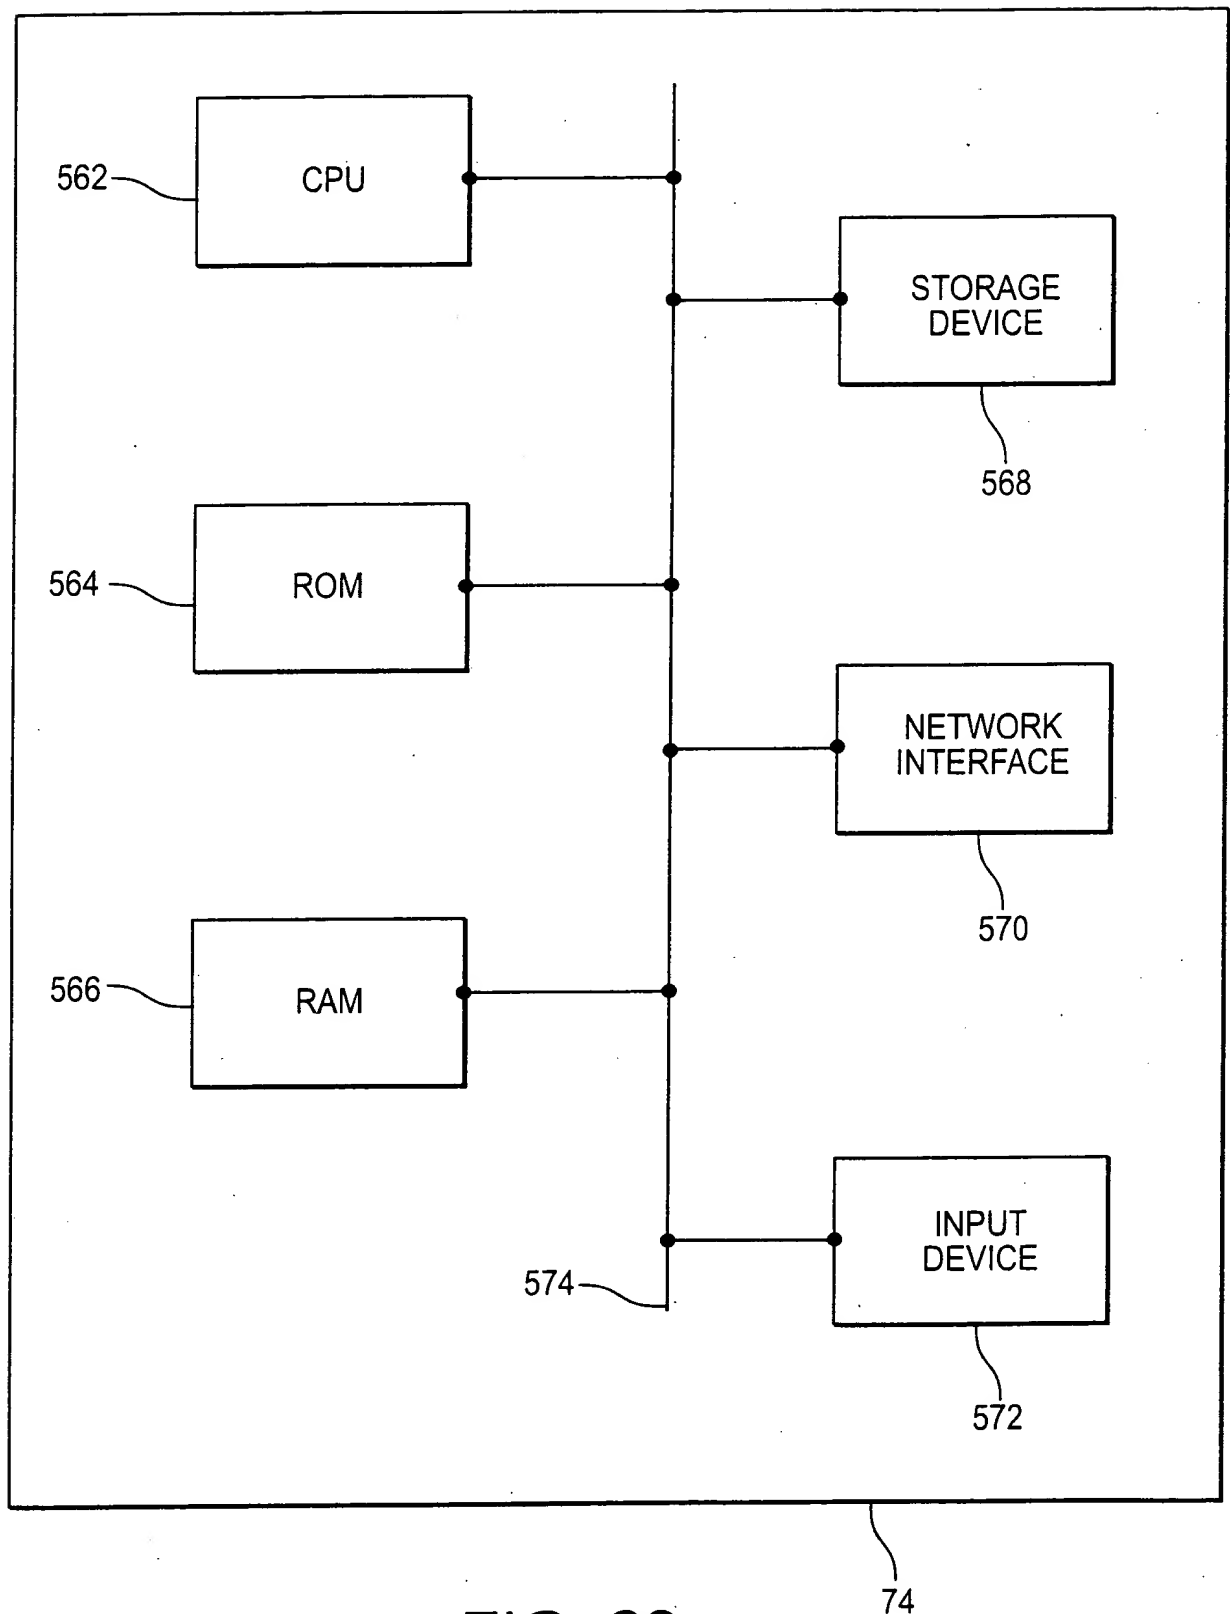 562
CPU
STORAGE
DEVICE
568
564
ROM
NETWORK
INTERFACE
570
566
RAM
INPUT
DEVICE
574
572
74